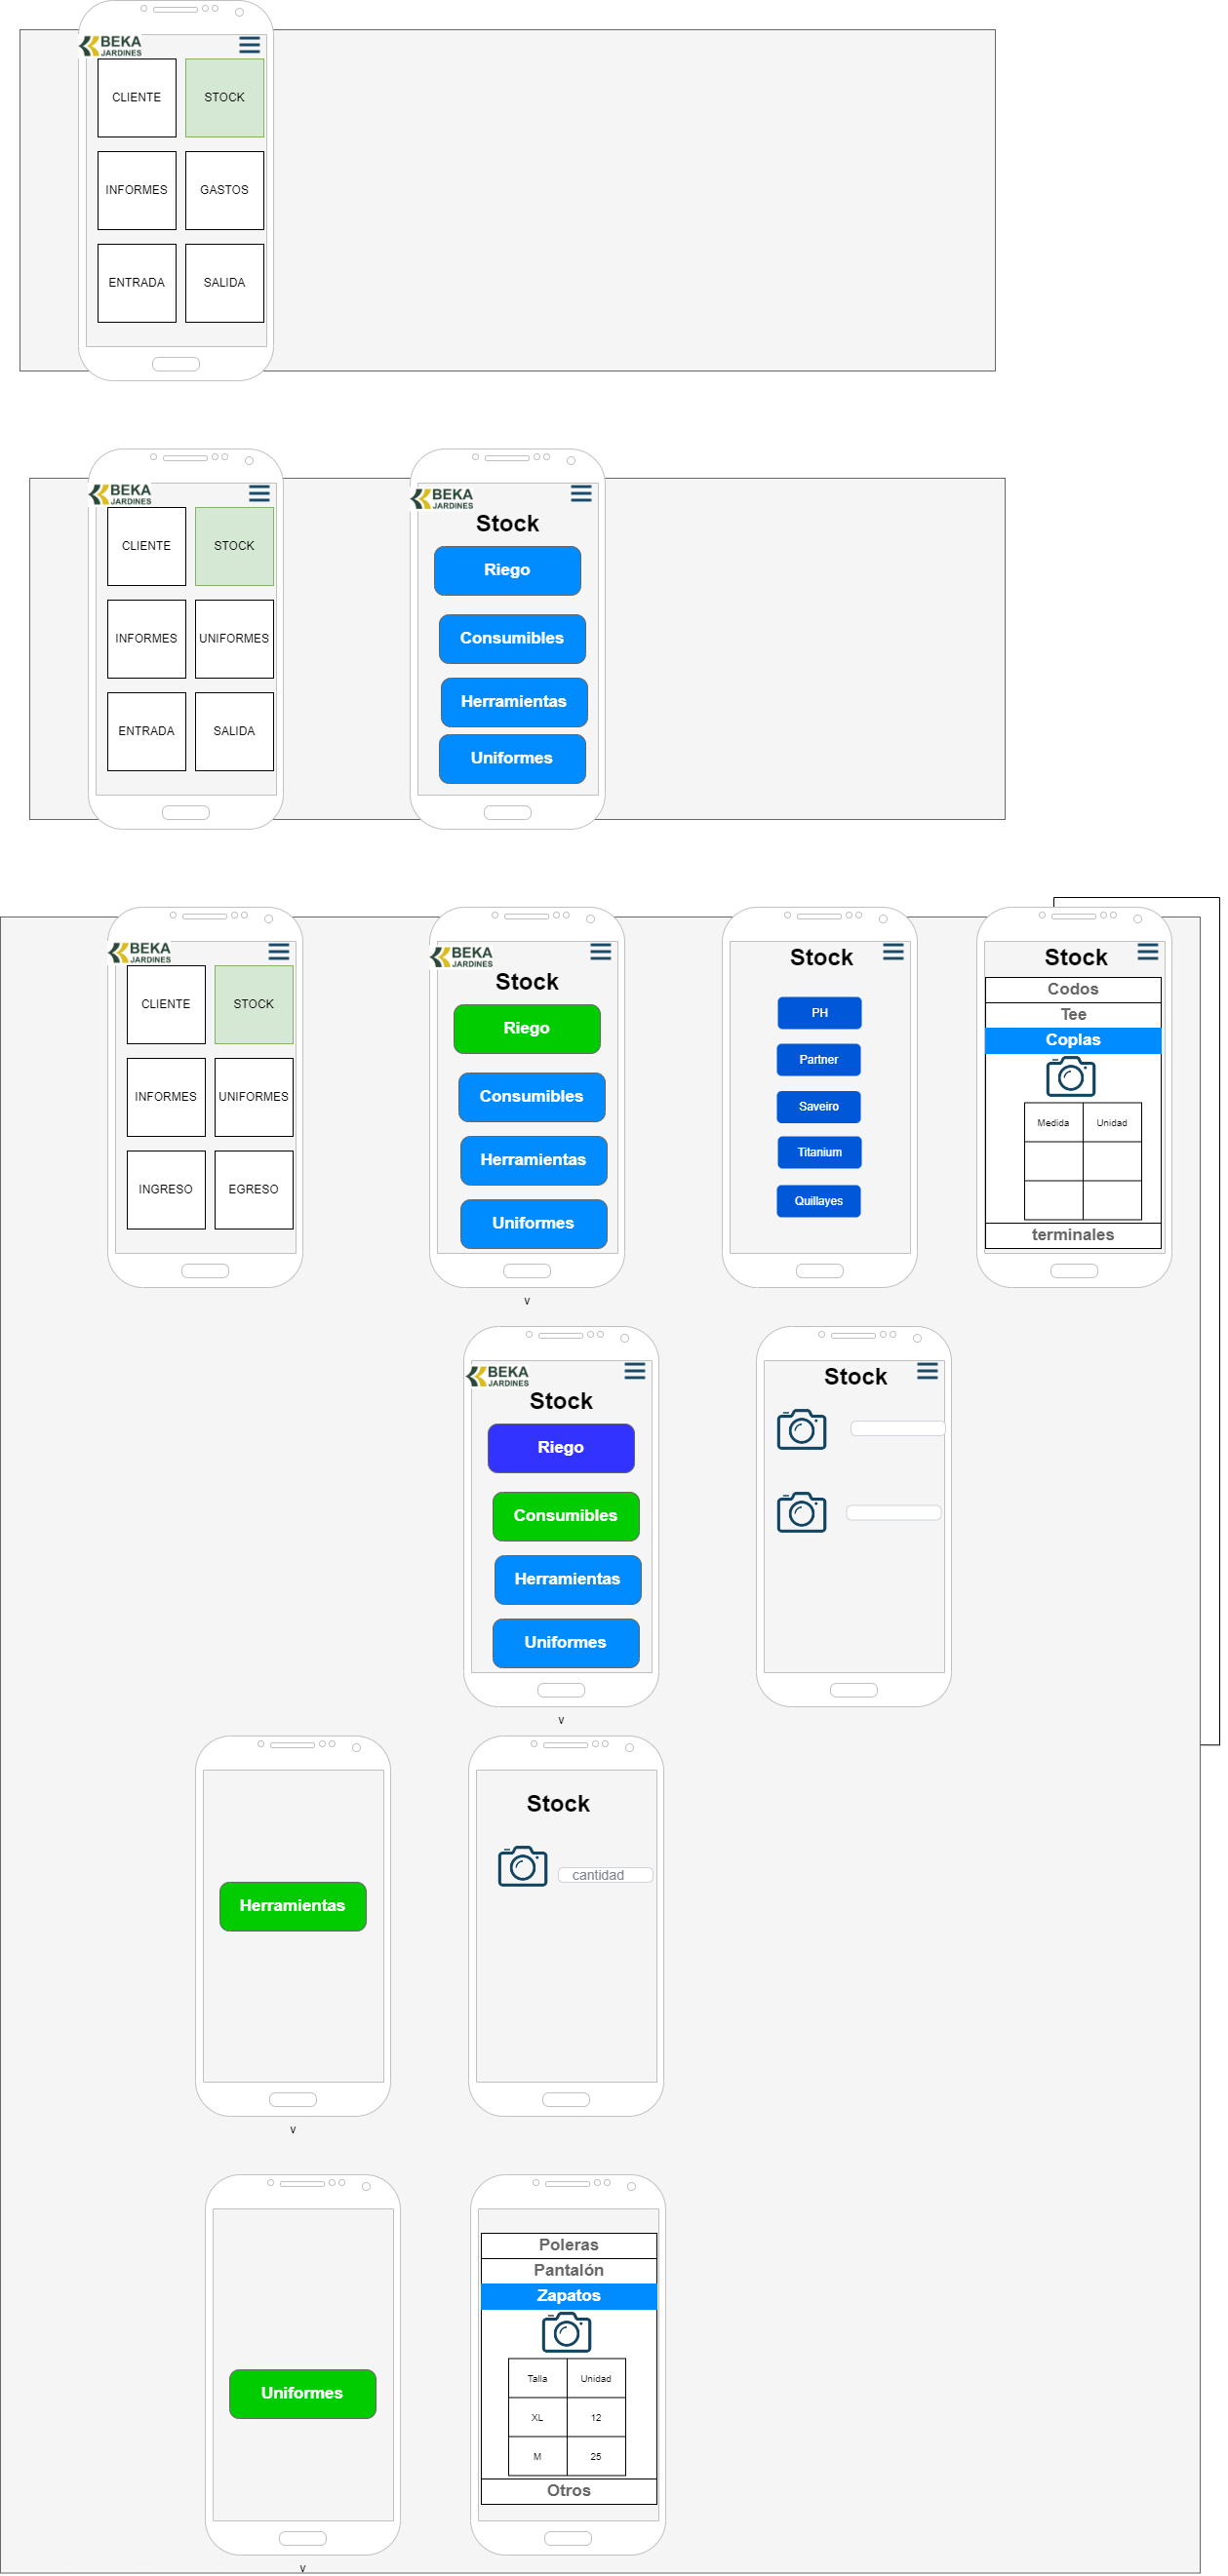 BEKA
JARDINES
CLIENTE
STOCK
INFORMES
GASTOS
ENTRADA
SALIDA
BEKA
JARDINES
CLIENTE
STOCK
INFORMES
UNIFORMES
ENTRADA
SALIDA
BEKA
JARDINES
Stock
Riego
Consumibles
Herramientas
Uniformes
BEKA
JARDINES
CLIENTE
STOCK
INFORMES
UNIFORMES
INGRESO
EGRESO
BEKA
JARDINES
Stock
Riego
Consumibles
Herramientas
Uniformes
v
Stock
PH
Partner
Saveiro
Titanium
Quillayes
Stock
Codos
Tee
Coplas
Medida
Unidad
terminales
BEKA
JARDINES
Stock
Riego
Consumibles
Herramientas
Uniformes
v
Stock
Herramientas
v
Stock
cantidad
Uniformes
v
Poleras
Pantalón
Zapatos
Talla
Unidad
XL
12
M
25
Otros